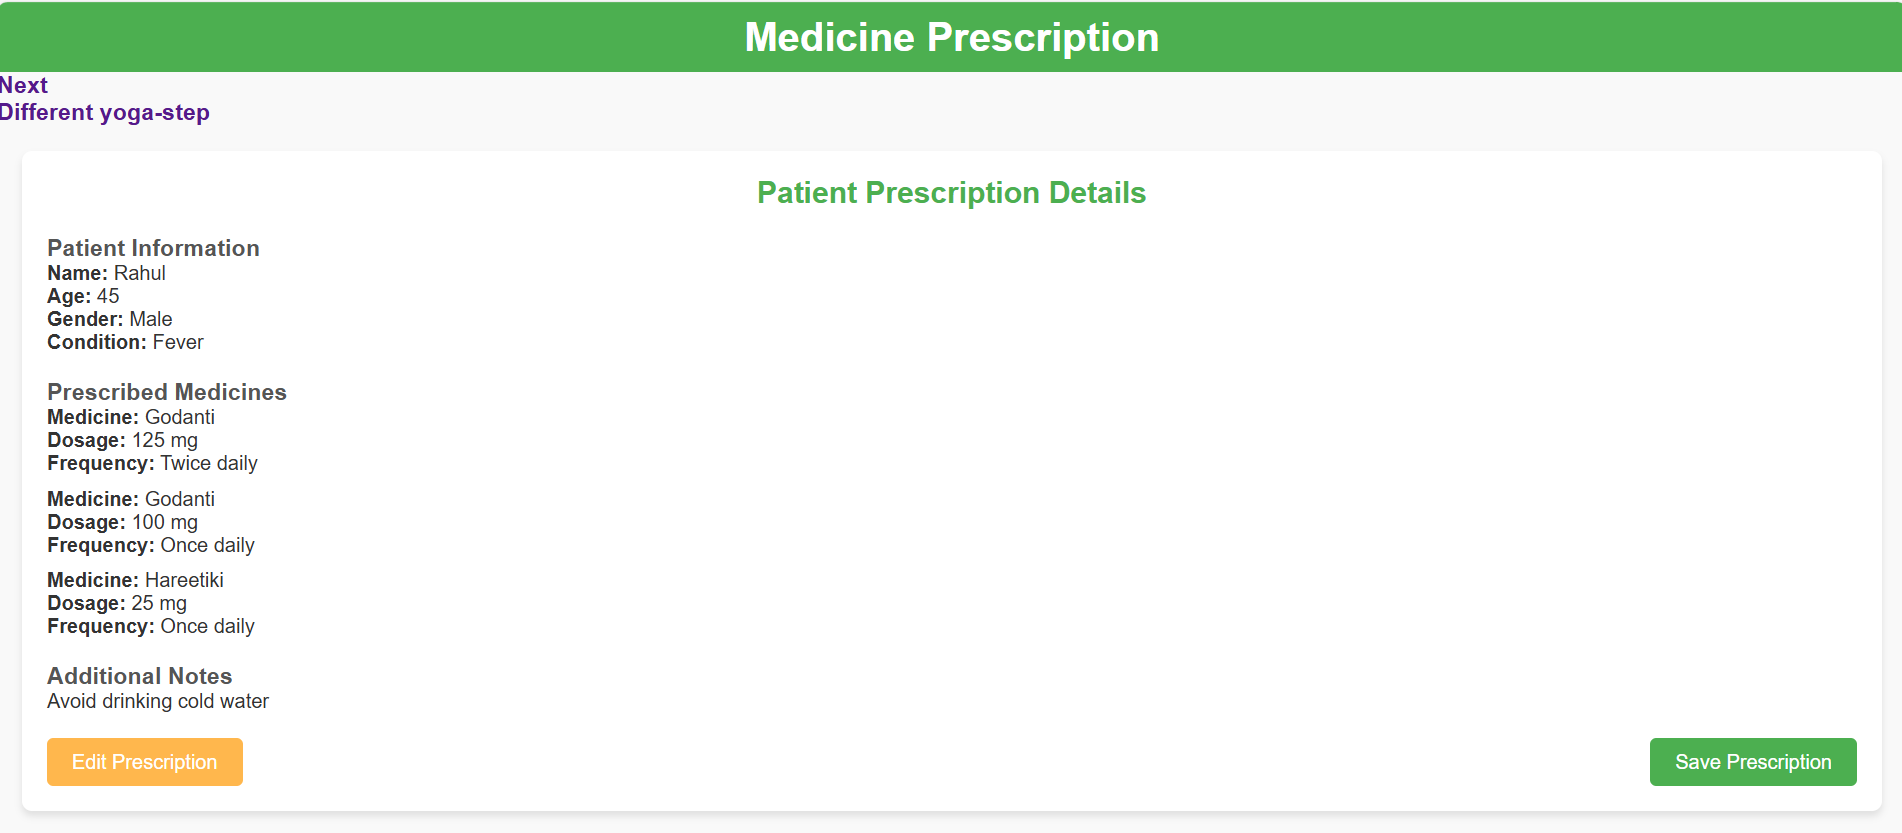 Medicine Prescription
Next
Different yoga-step
Patient Prescription Details
Patient Information
Name: Rahul
Age: 45
Gender: Male
Condition: Fever
Prescribed Medicines
Medicine: Godanti
Dosage: 125 mg
Frequency: Twice daily
Medicine: Godanti
Dosage: 100 mg
Frequency: Once daily
Medicine: Hareetiki
Dosage: 25 mg
Frequency: Once daily
Additional Notes
Avoid drinking cold water
Edit Prescription
Save Prescription